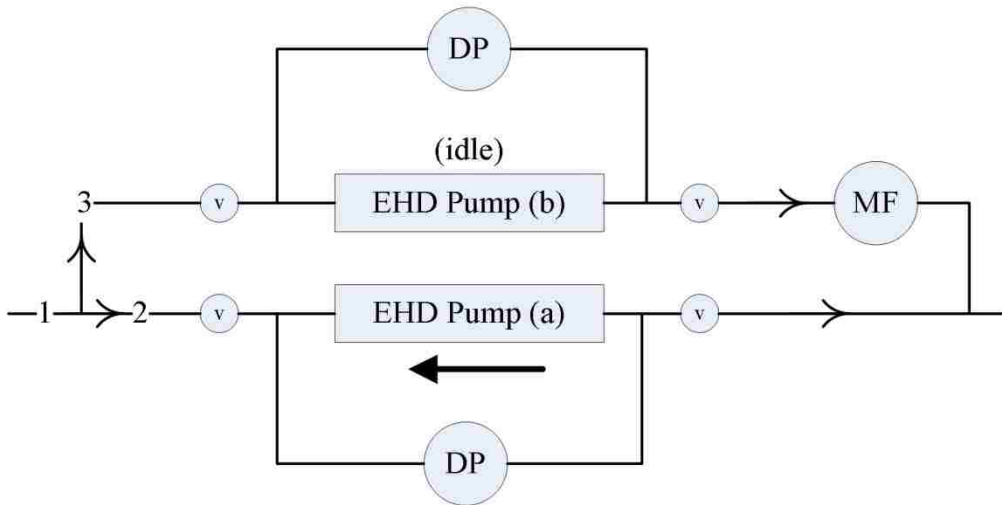 DP
(idle)
3 v EHD Pump (b) v MF
1 2 v EHD Pump (a) v
DP